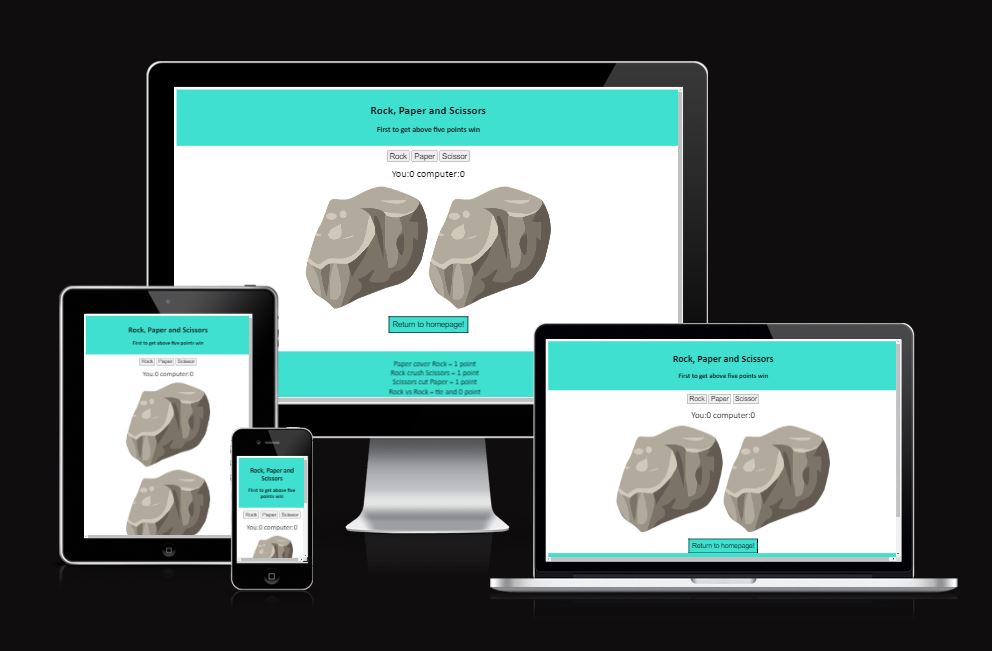 Rock, Paper and Scissors
First to get above five points win
Rock Paper Scissor
You:0 computer:0
Return to homepage!
Paper cover Rock = 1 point
Rock crush Scissors = 1 point
Scissors cut Paper = 1 point
Rock vs Rock = tie and 0 point
Rock, Paper and Scissors
First to get above five points win
Rock Paper Scissor
You:0 computer:0
Rock, Paper and
Scissors
First to get above five
points win
Rock Paper Scissor
You:0 computer:0
Rock, Paper and Scissors
First to get above five points win
Rock Paper Scissor
You:0 computer:0
Return to homepage!